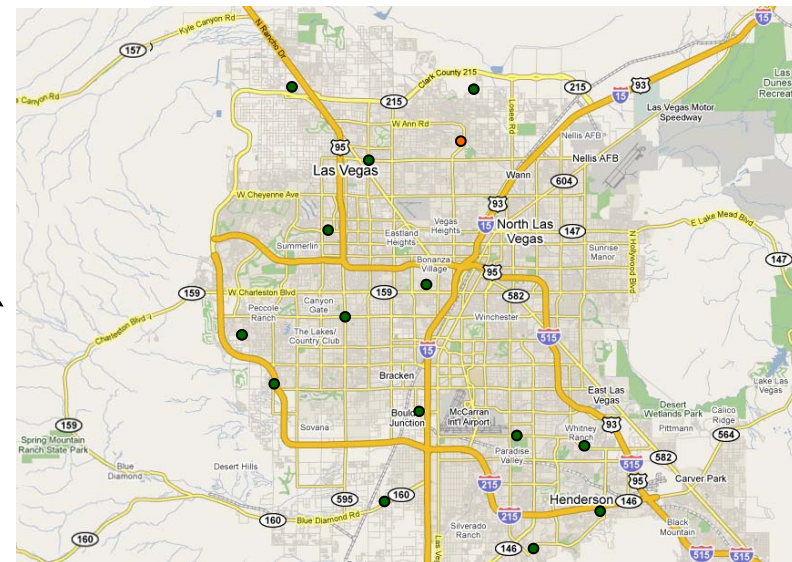 N Rancho Dr
Kyle Canyon Rd
15
157
Clark County 215
93
s Canyon Rd
215
15
Las
Dunes
Recreat
215
Losee Rd
Las Vegas Motor
Speedway
W Ann Rd
Nellis AFB
95
Nellis AFB
Las Vegas
Wann
604
W Cheyenne Ave
93
Vegas
Heights
15
North Las
Vegas
147
E Lake Mead Blvd
Eastland
Heights
Summerlin
N Hollywood Blvd
Sunrise
Manor
147
Bonanza
Village
95
159
W Charleston Blvd
159
582
Peccole
Ranch
Canyon
Gate
Winchester
Charleston Blvd
The Lakes/
Country Club
515
15
Bracken
Lake Las
Vegas
East Las
Vegas
Desert
Wetlands Park
McCarran
Int'l Airport
Boulder
Junction
Calico
Ridge
159
Sovana
Whitney
Ranch
93
Pittmann
564
Spring Mountain
Ranch State Park
Paradise
Valley
582
515
Blue
Diamond
Desert Hills
95
Carver Park
215
595
160
Henderson
146
160
Blue Diamond Rd
215
Black
Mountain
160
Silverado
Ranch
146
Las V
515
515